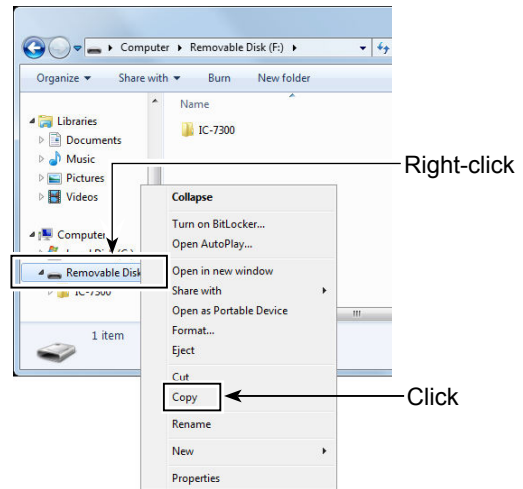 Computer ▸ Removable Disk (F:) ▸
Organize ▾ Share with ▾ Burn New folder
Name
Libraries
Documents
Music
Pictures
Videos
IC-7300
Right-click
Computer
Removable Disk
IC-7300
1 item
Collapse
Turn on BitLocker...
Open AutoPlay...
Open in new window
Share with
Open as Portable Device
Format...
Eject
Cut
Copy
Click
Rename
New
Properties